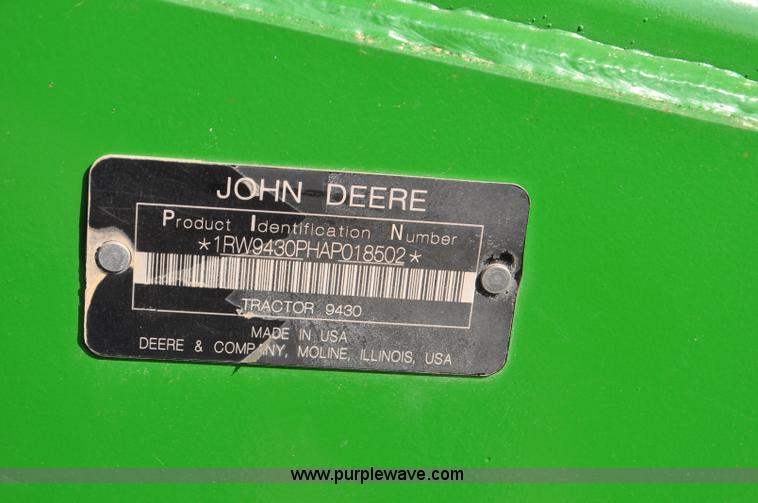 JOHN DEERE
Product Identification Number
*1RW9430PHAP018502*
TRACTOR 9430
MADE IN USA
DEERE & COMPANY, MOLINE, ILLINOIS, USA
www.purplewave.com